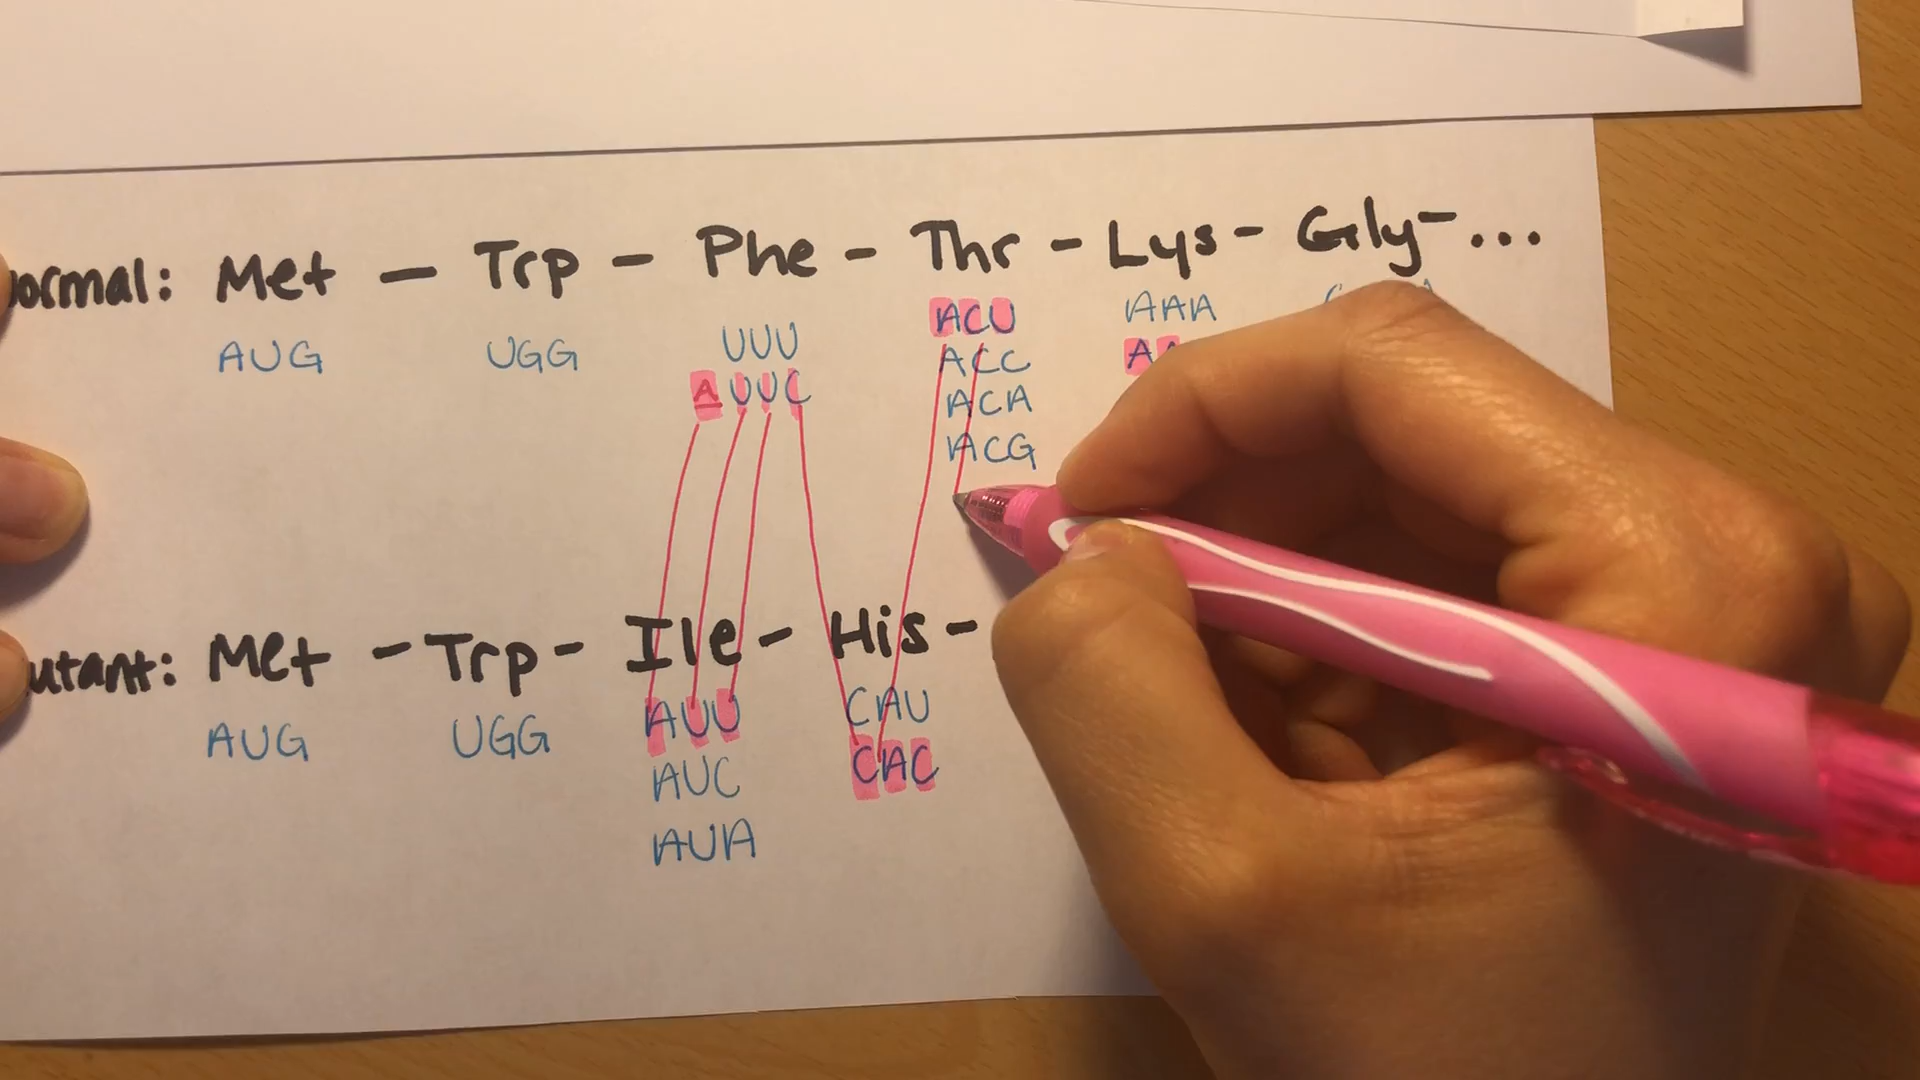 ormal: Met - Trp - Phe - Thr - Lys - Gly - ...
AUG UGG UUU ACU AAA
AUUC ACC
ACA
ACG
utant: Met - Trp - Ile - His -
AUG UGG AUU CAU
AUC CAC
AUA